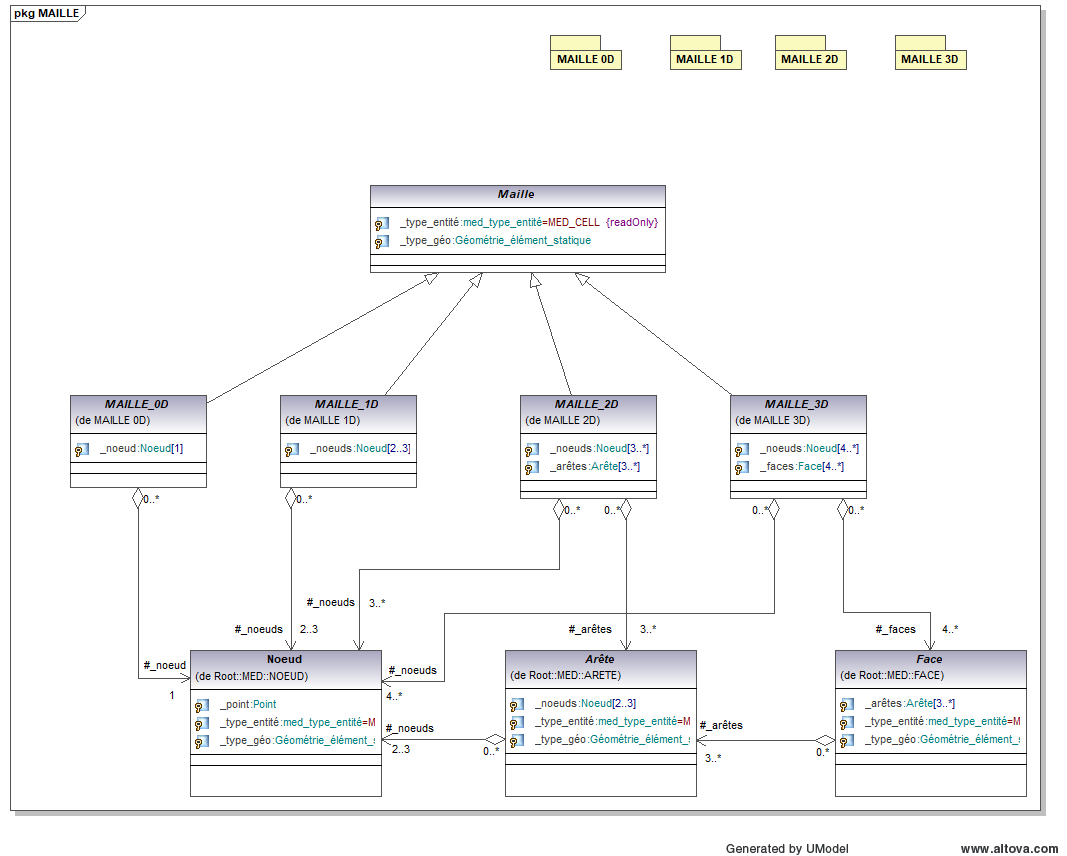 pkg MAILLE
MAILLE 0D
MAILLE 1D
MAILLE 2D
MAILLE 3D
Maille
_type_entité:med_type_entité=MED_CELL {readOnly}
_type_géo:Géométrie_élément_statique
MAILLE_0D
(de MAILLE 0D)
_noeud:Noeud[1]
MAILLE_1D
(de MAILLE 1D)
_noeuds:Noeud[2..3]
MAILLE_2D
(de MAILLE 2D)
_noeuds:Noeud[3..*]
_arêtes:Arête[3..*]
MAILLE_3D
(de MAILLE 3D)
_noeuds:Noeud[4..*]
_faces:Face[4..*]
0..*
0..*
0..*
0..*
0..*
0..*
#_noeuds
3..*
#_noeuds
2..3
#_arêtes
3..*
#_faces
4..*
#_noeud
1
#_noeuds
4..*
Noeud
(de Root::MED::NOEUD)
_point:Point
_type_entité:med_type_entité=M
_type_géo:Géométrie_élément_s
#_noeuds
2..3
0..*
Arête
(de Root::MED::ARETE)
_noeuds:Noeud[2..3]
_type_entité:med_type_entité=M
_type_géo:Géométrie_élément_s
#_arêtes
3..*
0.*
Face
(de Root::MED::FACE)
_arêtes:Arête[3..*]
_type_entité:med_type_entité=M
_type_géo:Géométrie_élément_s
Generated by UModel
www.altova.com